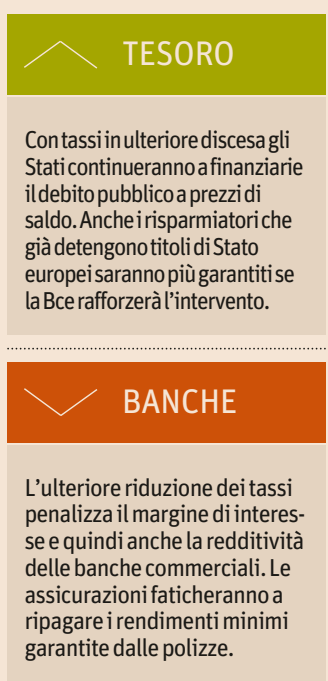 TESORO
Con tassi in ulteriore discesa gli
Stati continueranno a finanziarie
il debito pubblico a prezzi di
saldo. Anche i risparmiatori che
già detengono titoli di Stato
europei saranno più garantiti se
la Bce rafforzerà l'intervento.
BANCHE
L'ulteriore riduzione dei tassi
penalizza il margine di interes-
se e quindi anche la redditività
delle banche commerciali. Le
assicurazioni faticheranno a
ripagare i rendimenti minimi
garantite dalle polizze.